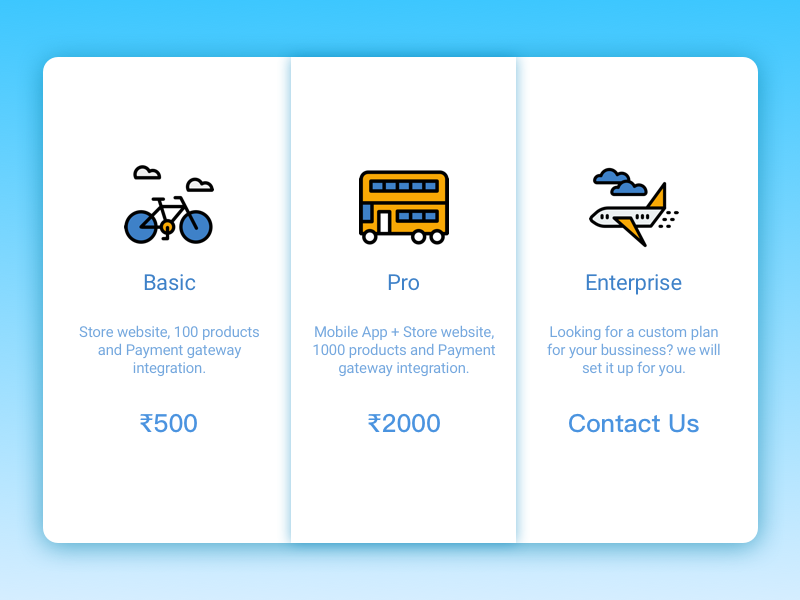 Basic
Store website, 100 products
and Payment gateway
integration.
₹500
Pro
Mobile App + Store website,
1000 products and Payment
gateway integration.
₹2000
Enterprise
Looking for a custom plan
for your bussiness? we will
set it up for you.
Contact Us